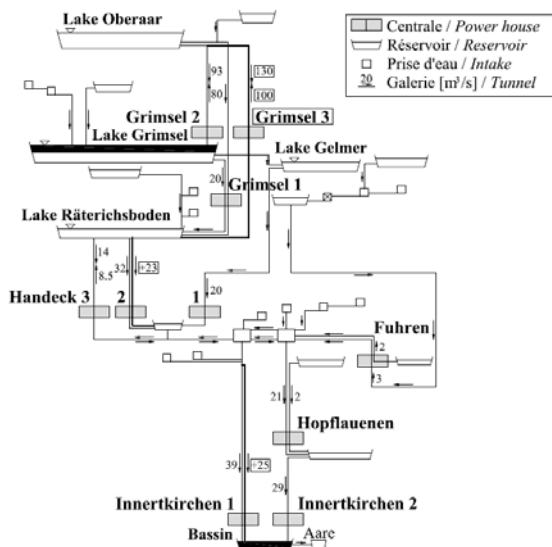 Lake Oberaar
Centrale / Power house
Réservoir / Reservoir
Prise d'eau / Intake
20 Galerie [m³/s] / Tunnel
93
130
80
100
Grimsel 2
Grimsel 3
Lake Grimsel
Lake Gelmer
20
Grimsel 1
Lake Räterichsboden
14
32
+23
8.5
20
Handeck 3
2
1
Fuhren
2
3
21
2
Hopflauenen
39
+25
29
Innertkirchen 1
Innertkirchen 2
Bassin
Aare